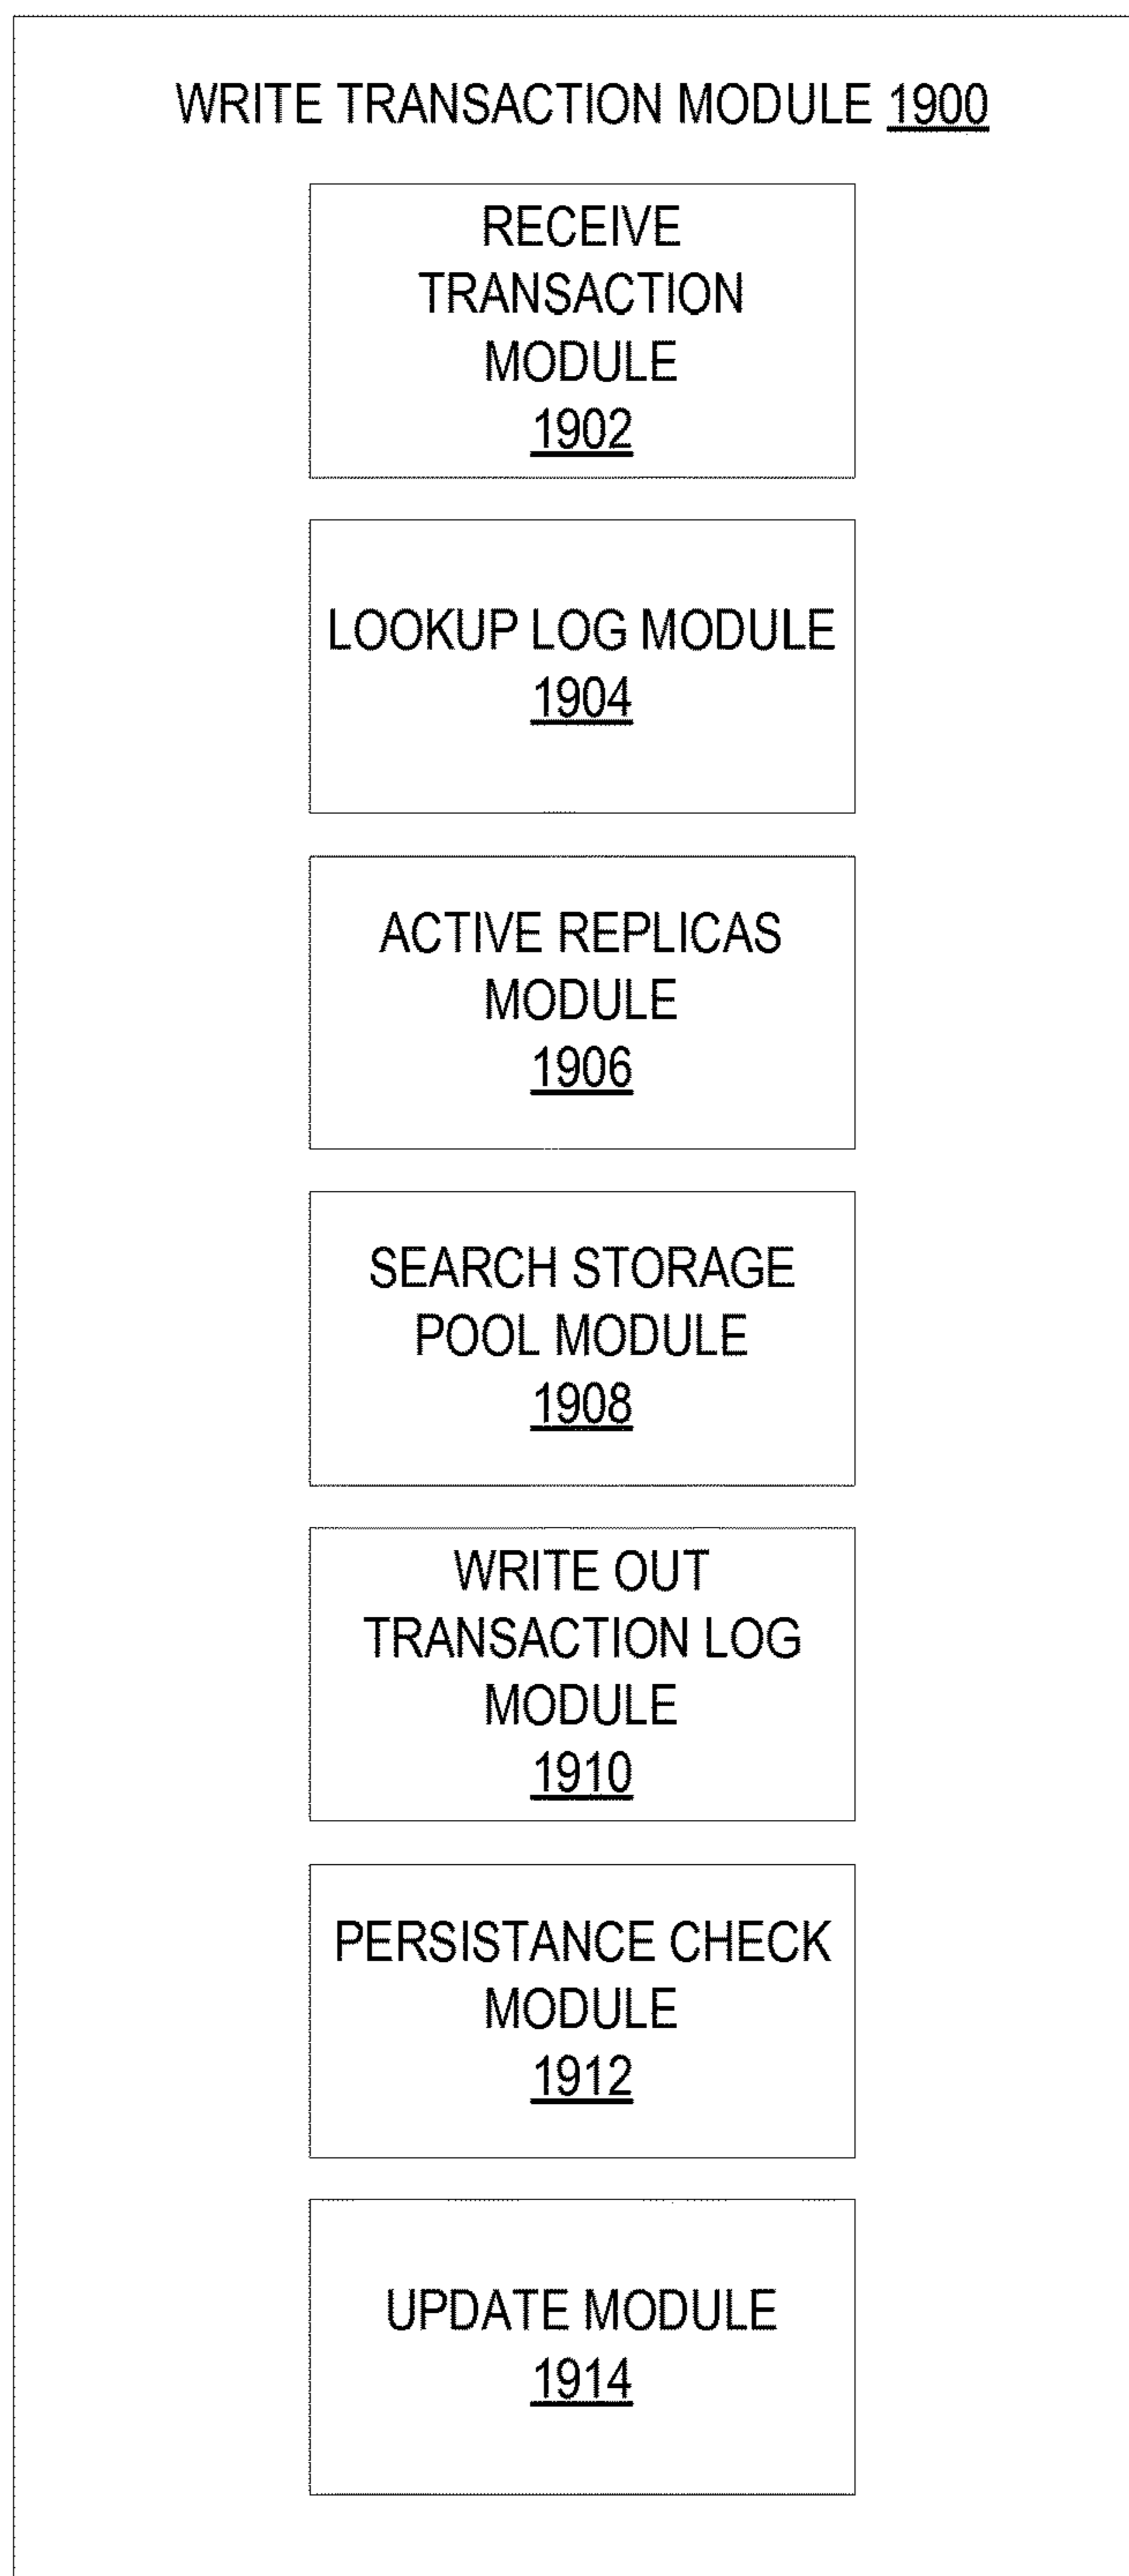 WRITE TRANSACTION MODULE 1900
RECEIVE
TRANSACTION
MODULE
1902
LOOKUP LOG MODULE
1904
ACTIVE REPLICAS
MODULE
1906
SEARCH STORAGE
POOL MODULE
1908
WRITE OUT
TRANSACTION LOG
MODULE
1910
PERSISTANCE CHECK
MODULE
1912
UPDATE MODULE
1914